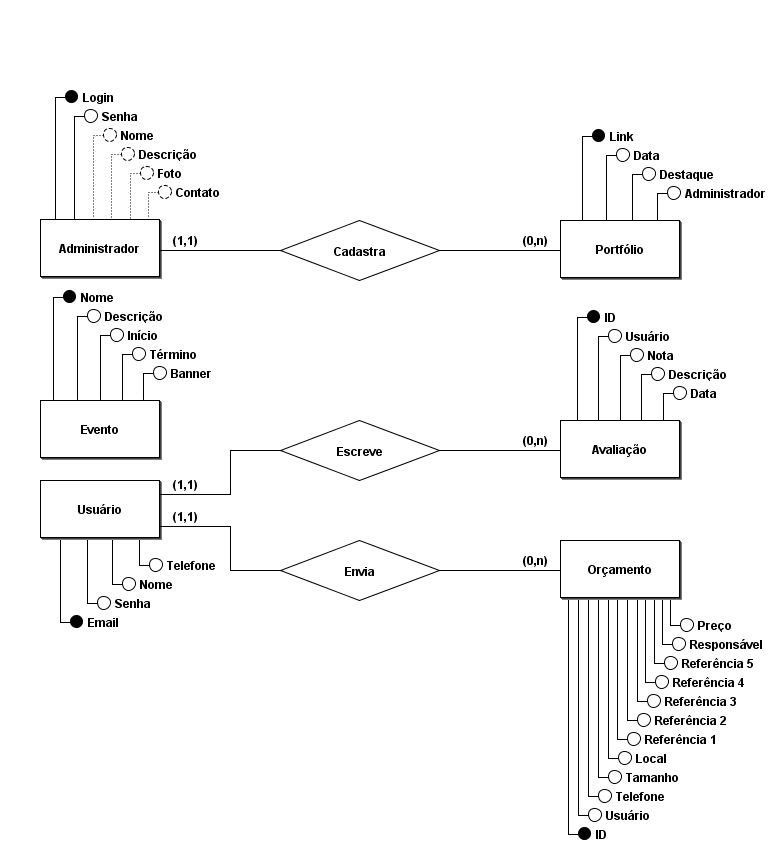 Login
Senha
Nome
Descrição
Foto
Contato
Administrador
(1,1)
Cadastra
(0,n)
Link
Data
Destaque
Administrador
Portfólio
Nome
Descrição
Início
Término
Banner
Evento
ID
Usuário
Nota
Descrição
Data
Avaliação
(0,n)
Escreve
(1,1)
Usuário
(1,1)
Telefone
Nome
Senha
Email
Envia
(0,n)
Orçamento
Preço
Responsável
Referência 5
Referência 4
Referência 3
Referência 2
Referência 1
Local
Tamanho
Telefone
Usuário
ID